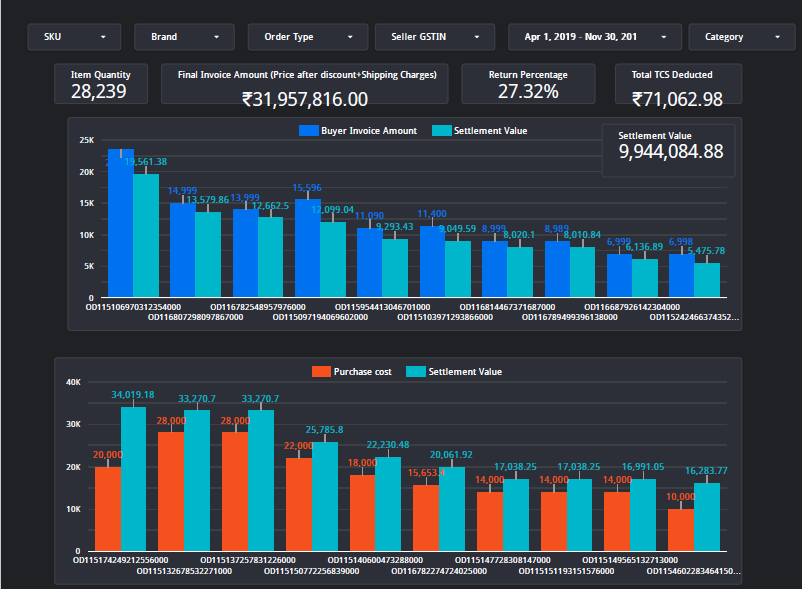 SKU
Brand
Order Type
Seller GSTIN
Apr 1, 2019 - Nov 30, 201
Category
Item Quantity
28,239
Final Invoice Amount (Price after discount+Shipping Charges)
₹31,957,816.00
Return Percentage
27.32%
Total TCS Deducted
₹71,062.98
Buyer Invoice Amount
Settlement Value
Settlement Value
9,944,084.88
25K
20K
15K
10K
5K
0
19,561.38
14,999
13,579.86
13,999
12,662.5
15,596
12,099.04
11,090
9,293.43
11,400
9,049.59
8,999
8,020.1
8,989
8,010.84
6,999
6,136.89
6,998
5,475.78
OD115106970312354000
OD116782548957976000
OD115954413046701000
OD116814467371687000
OD116687926142304000
OD116807298097867000
OD115097194069602000
OD115103971293866000
OD116789499396138000
OD115242466374352...
Purchase cost
Settlement Value
40K
30K
20K
10K
0
20,000
34,019.18
28,000
33,270.7
28,000
33,270.7
22,000
25,785.8
18,000
22,230.48
15,653.4
20,061.92
14,000
17,038.25
14,000
17,038.25
14,000
16,991.05
10,000
16,283.77
OD115174249212556000
OD115137257831226000
OD115140600473288000
OD115147728308147000
OD115149565132713000
OD115132678532271000
OD115150772256839000
OD116782274724025000
OD115151193151576000
OD11546022834641​50...